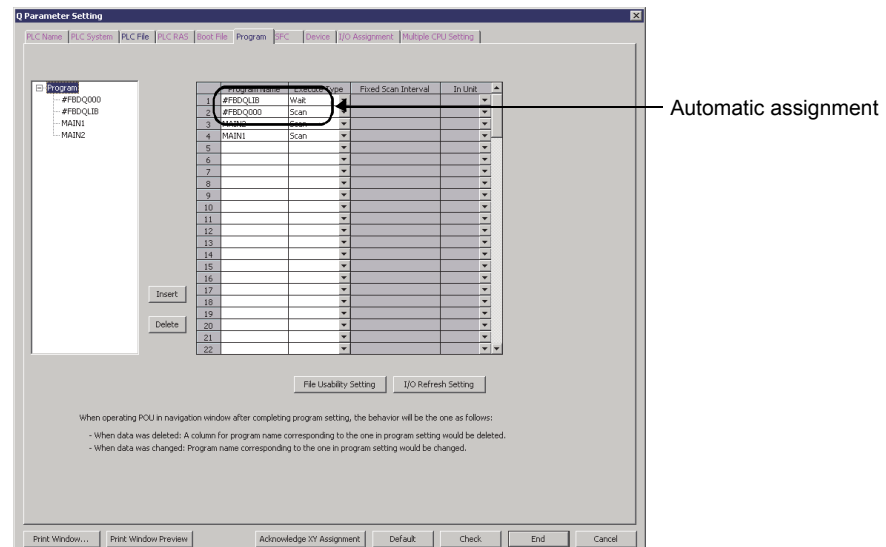 Q Parameter Setting
PLC Name PLC System PLC File PLC RAS Boot File Program SFC Device I/O Assignment Multiple CPU Setting
Program
#FBDQ000
#FBDQLIB
MAIN1
MAIN2
Program Name Execute Type Fixed Scan Interval In Unit
1 #FBDQLIB Wait
2 #FBDQ000 Scan
3 MAIN2 Scan
4 MAIN1 Scan
5
6
7
8
9
10
11
12
13
14
15
16
17
18
19
20
21
22
Automatic assignment
Insert
Delete
File Usability Setting I/O Refresh Setting
When operating POU in navigation window after completing program setting, the behavior will be the one as follows:
- When data was deleted: A column for program name corresponding to the one in program setting would be deleted.
- When data was changed: Program name corresponding to the one in program setting would be changed.
Print Window... Print Window Preview Acknowledge XY Assignment Default Check End Cancel